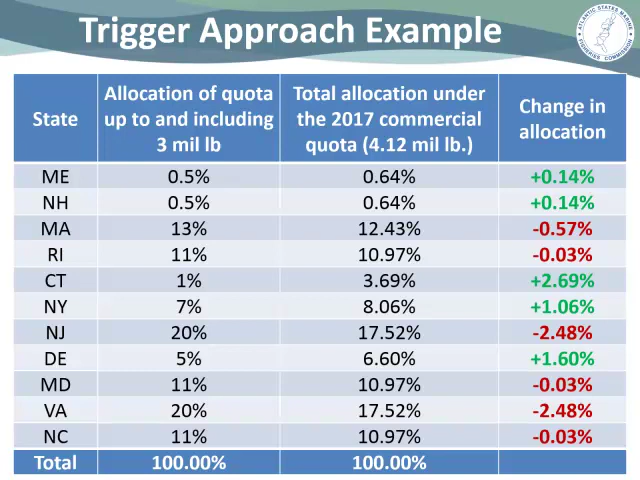 Trigger Approach Example
ATLANTIC STATES MARINE
FISHERIES COMMISSION
State
Allocation of quota
up to and including
3 mil lb
Total allocation under
the 2017 commercial
quota (4.12 mil lb.)
Change in
allocation
ME 0.5% 0.64% +0.14%
NH 0.5% 0.64% +0.14%
MA 13% 12.43% -0.57%
RI 11% 10.97% -0.03%
CT 1% 3.69% +2.69%
NY 7% 8.06% +1.06%
NJ 20% 17.52% -2.48%
DE 5% 6.60% +1.60%
MD 11% 10.97% -0.03%
VA 20% 17.52% -2.48%
NC 11% 10.97% -0.03%
Total 100.00% 100.00%